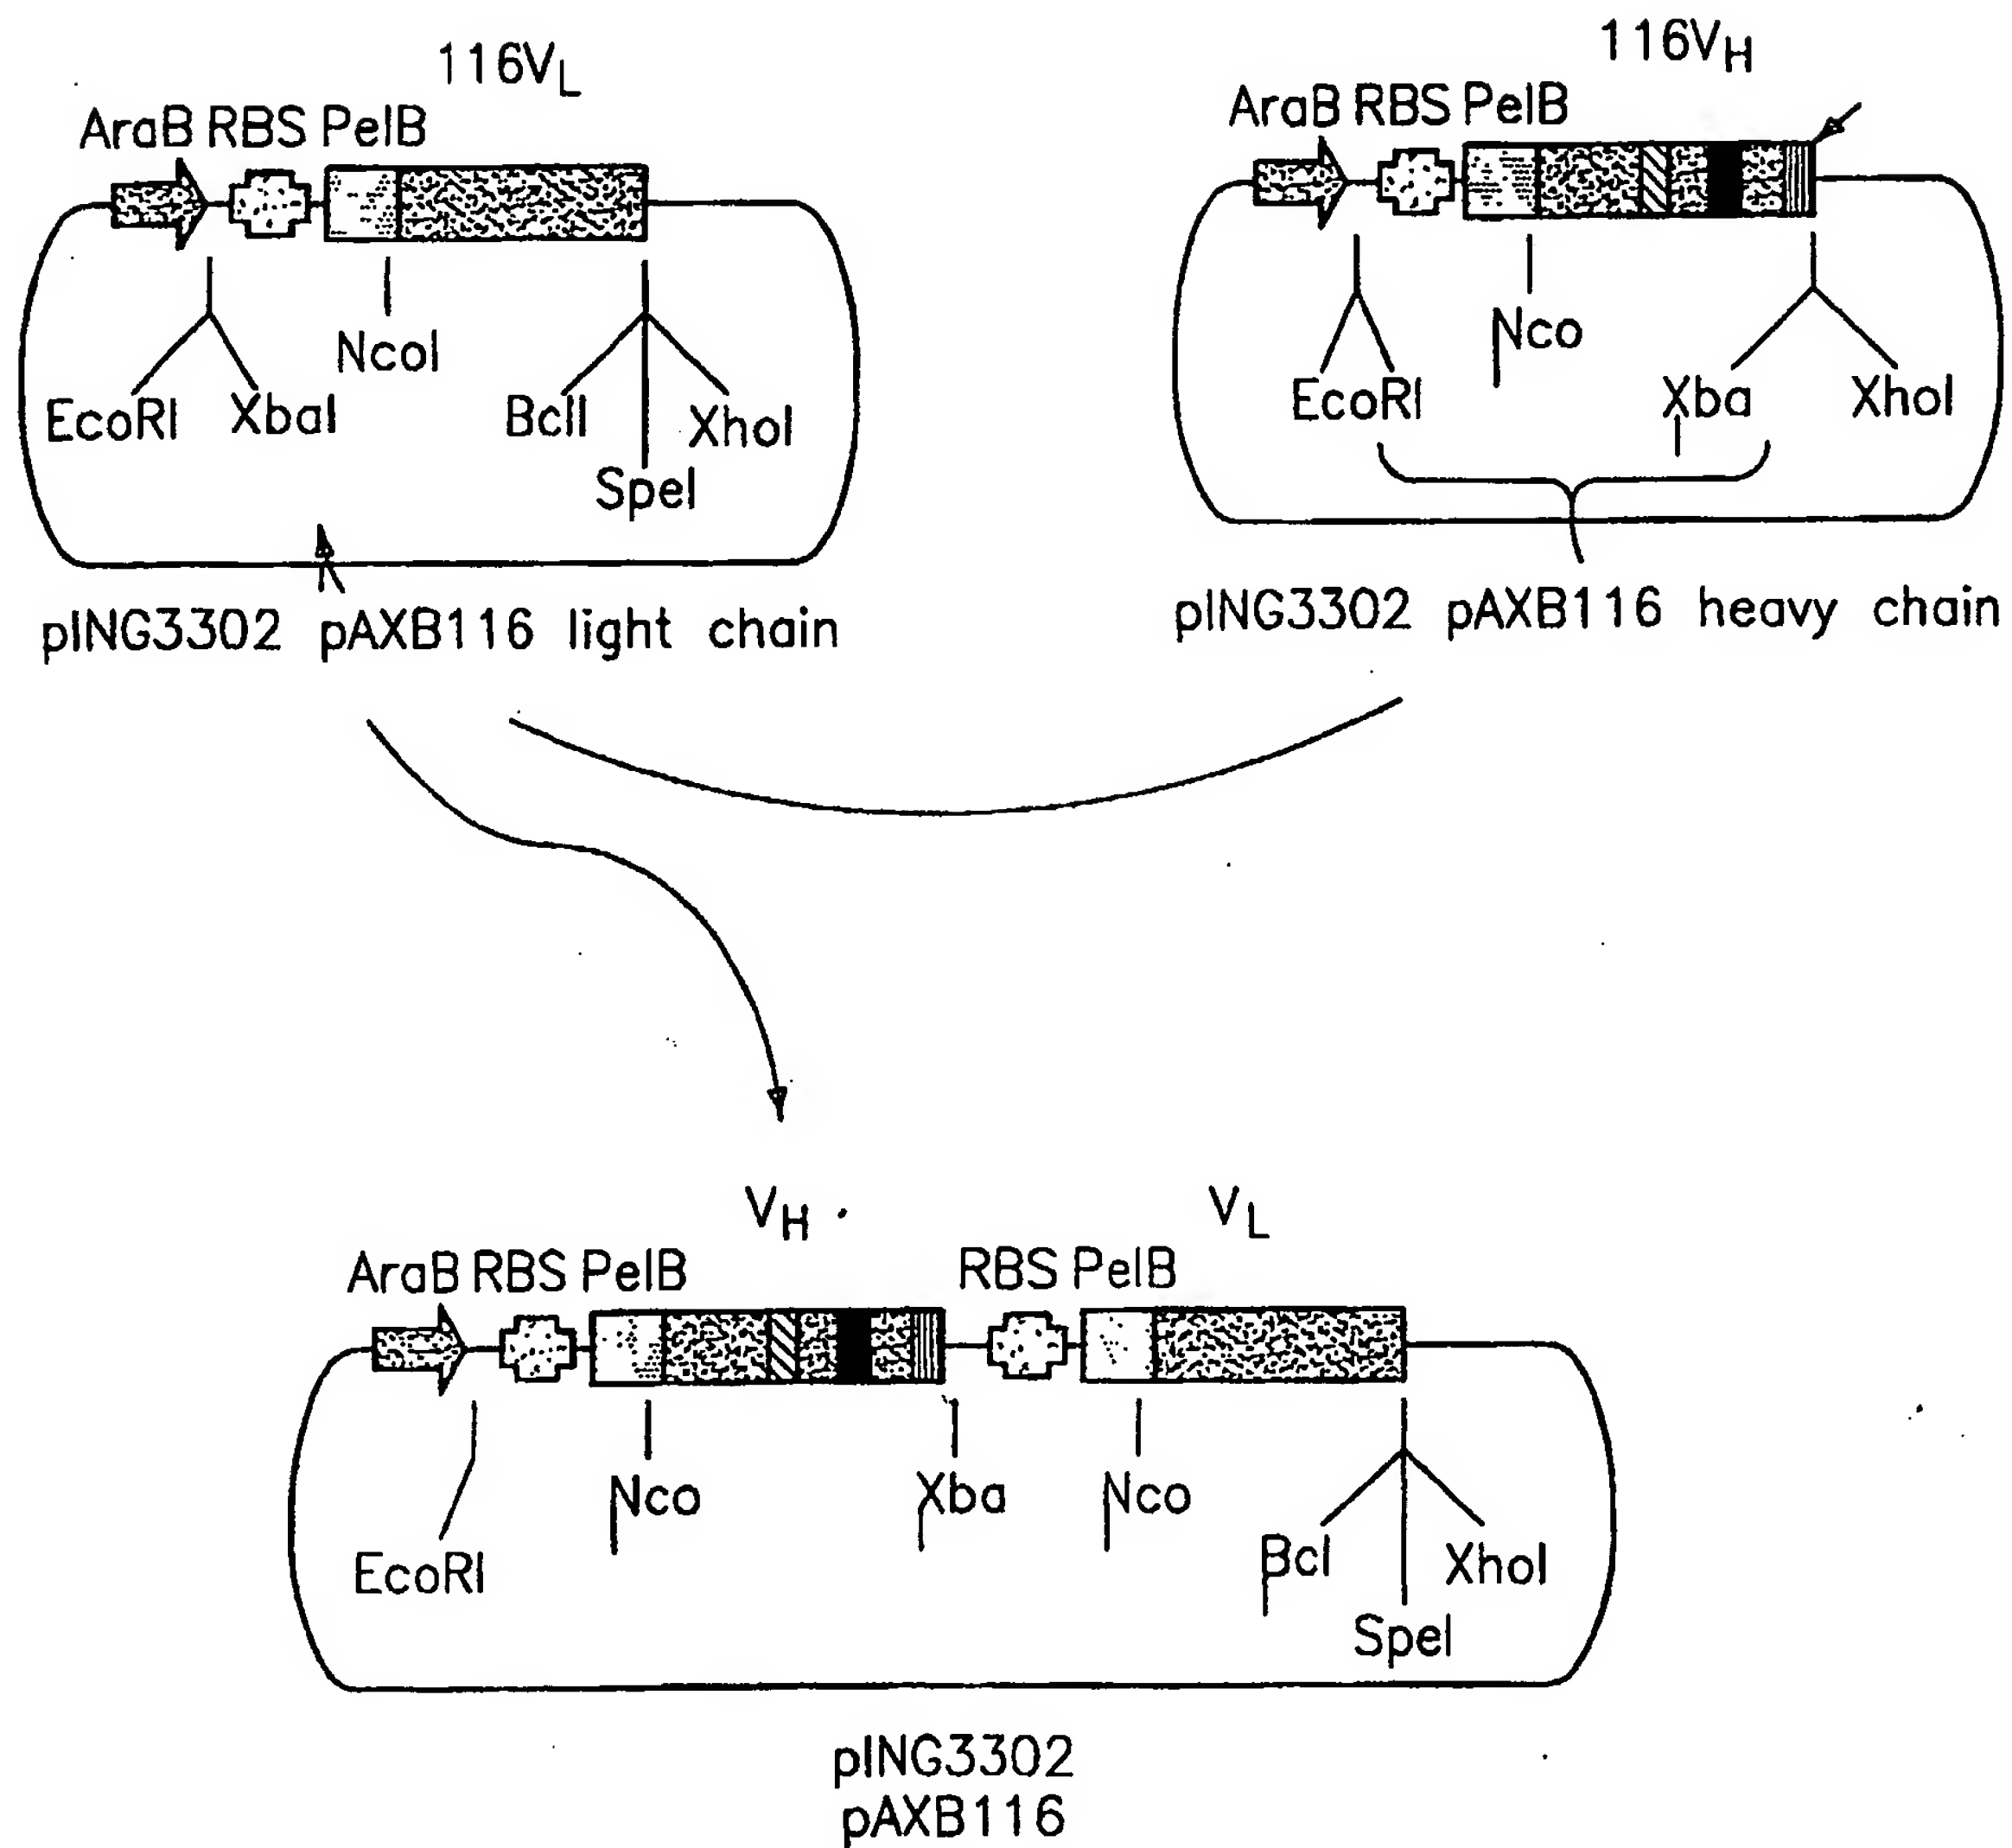 116VL
AraB RBS PelB
EcoRI XbaI
NcoI
BclI
SpeI
XhoI
pING3302 pAXB116 light chain
116VH
AraB RBS PelB
EcoRI
Nco
I
Xba
I
XhoI
pING3302 pAXB116 heavy chain
VH
VL
AraB RBS PelB
RBS PelB
EcoRI
Nco
I
Xba
I
Nco
I
Bcl
I
SpeI
XhoI
pING3302
pAXB116